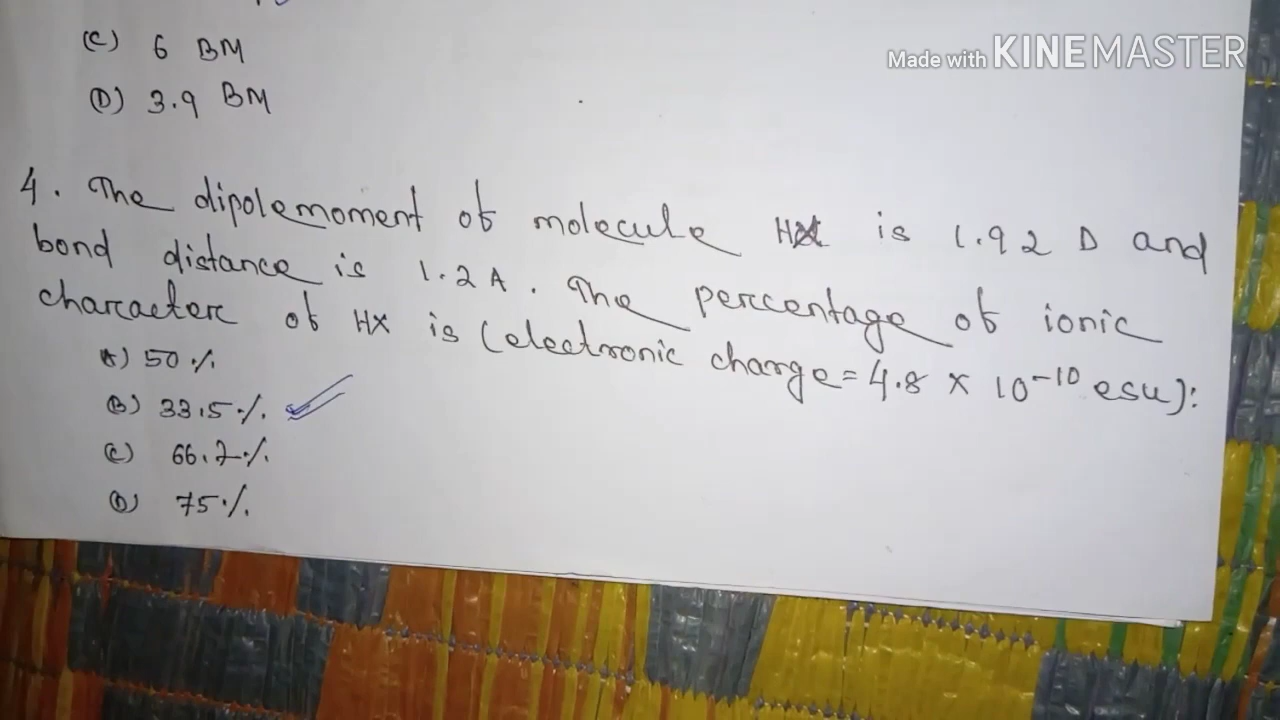 (C) 6 BM
(D) 3.9 BM
Made with KINEMASTER
4. The dipolemoment of molecule HX is 1.92 D and
bond distance is 1.2 A. The percentage of ionic
character of HX is (electronic charge = 4.8 × 10⁻¹⁰ esu):
A) 50%
(B) 33.5%.
(C) 66.7%
(D) 75%.